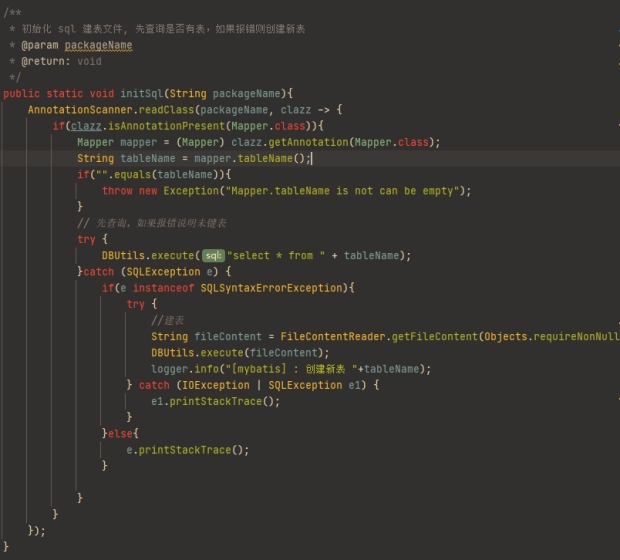 /**
 * 初始化 sql 建表文件, 先查询是否有表，如果报错则创建新表
 * @param packageName
 * @return: void
 */
public static void initSql(String packageName){
    AnnotationScanner.readClass(packageName, clazz -> {
        if(clazz.isAnnotationPresent(Mapper.class)){
            Mapper mapper = (Mapper) clazz.getAnnotation(Mapper.class);
            String tableName = mapper.tableName();
            if("".equals(tableName)){
                throw new Exception("Mapper.tableName is not can be empty");
            }
            // 先查询，如果报错说明未键表
            try {
                DBUtils.execute( sql: "select * from " + tableName);
            }catch (SQLException e) {
                if(e instanceof SQLSyntaxErrorException){
                    try {
                        //建表
                        String fileContent = FileContentReader.getFileContent(Objects.requireNonNull
                        DBUtils.execute(fileContent);
                        logger.info("[mybatis] : 创建新表 "+tableName);
                    } catch (IOException | SQLException e1) {
                        e1.printStackTrace();
                    }
                }else{
                    e.printStackTrace();
                }
            }
        }
    });
}